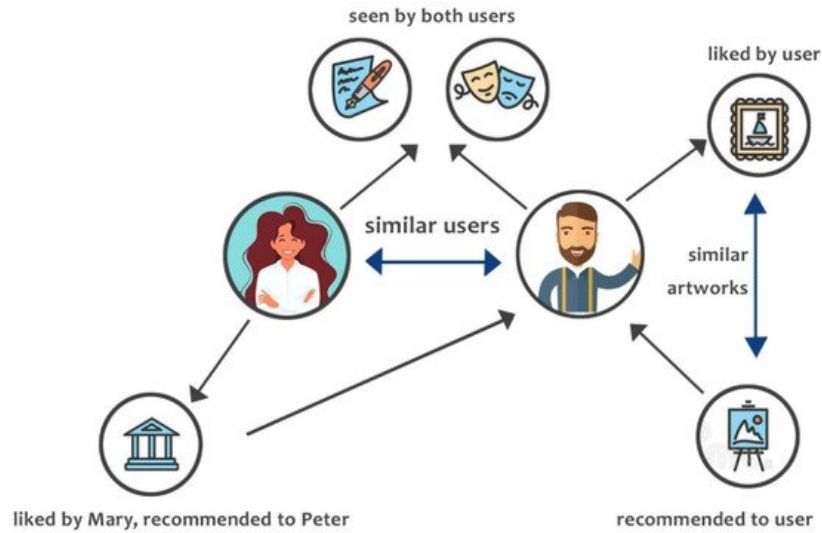 seen by both users
liked by user
similar users
similar
artworks
liked by Mary, recommended to Peter
recommended to user